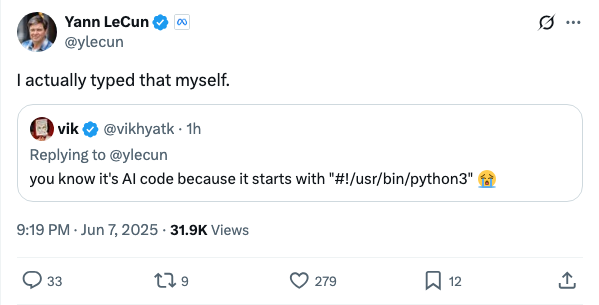 Yann LeCun
@ylecun
I actually typed that myself.
vik @vikhyatk · 1h
Replying to @ylecun
you know it's AI code because it starts with "#!/usr/bin/python3" 😭
9:19 PM · Jun 7, 2025 · 31.9K Views
33 9 279 12